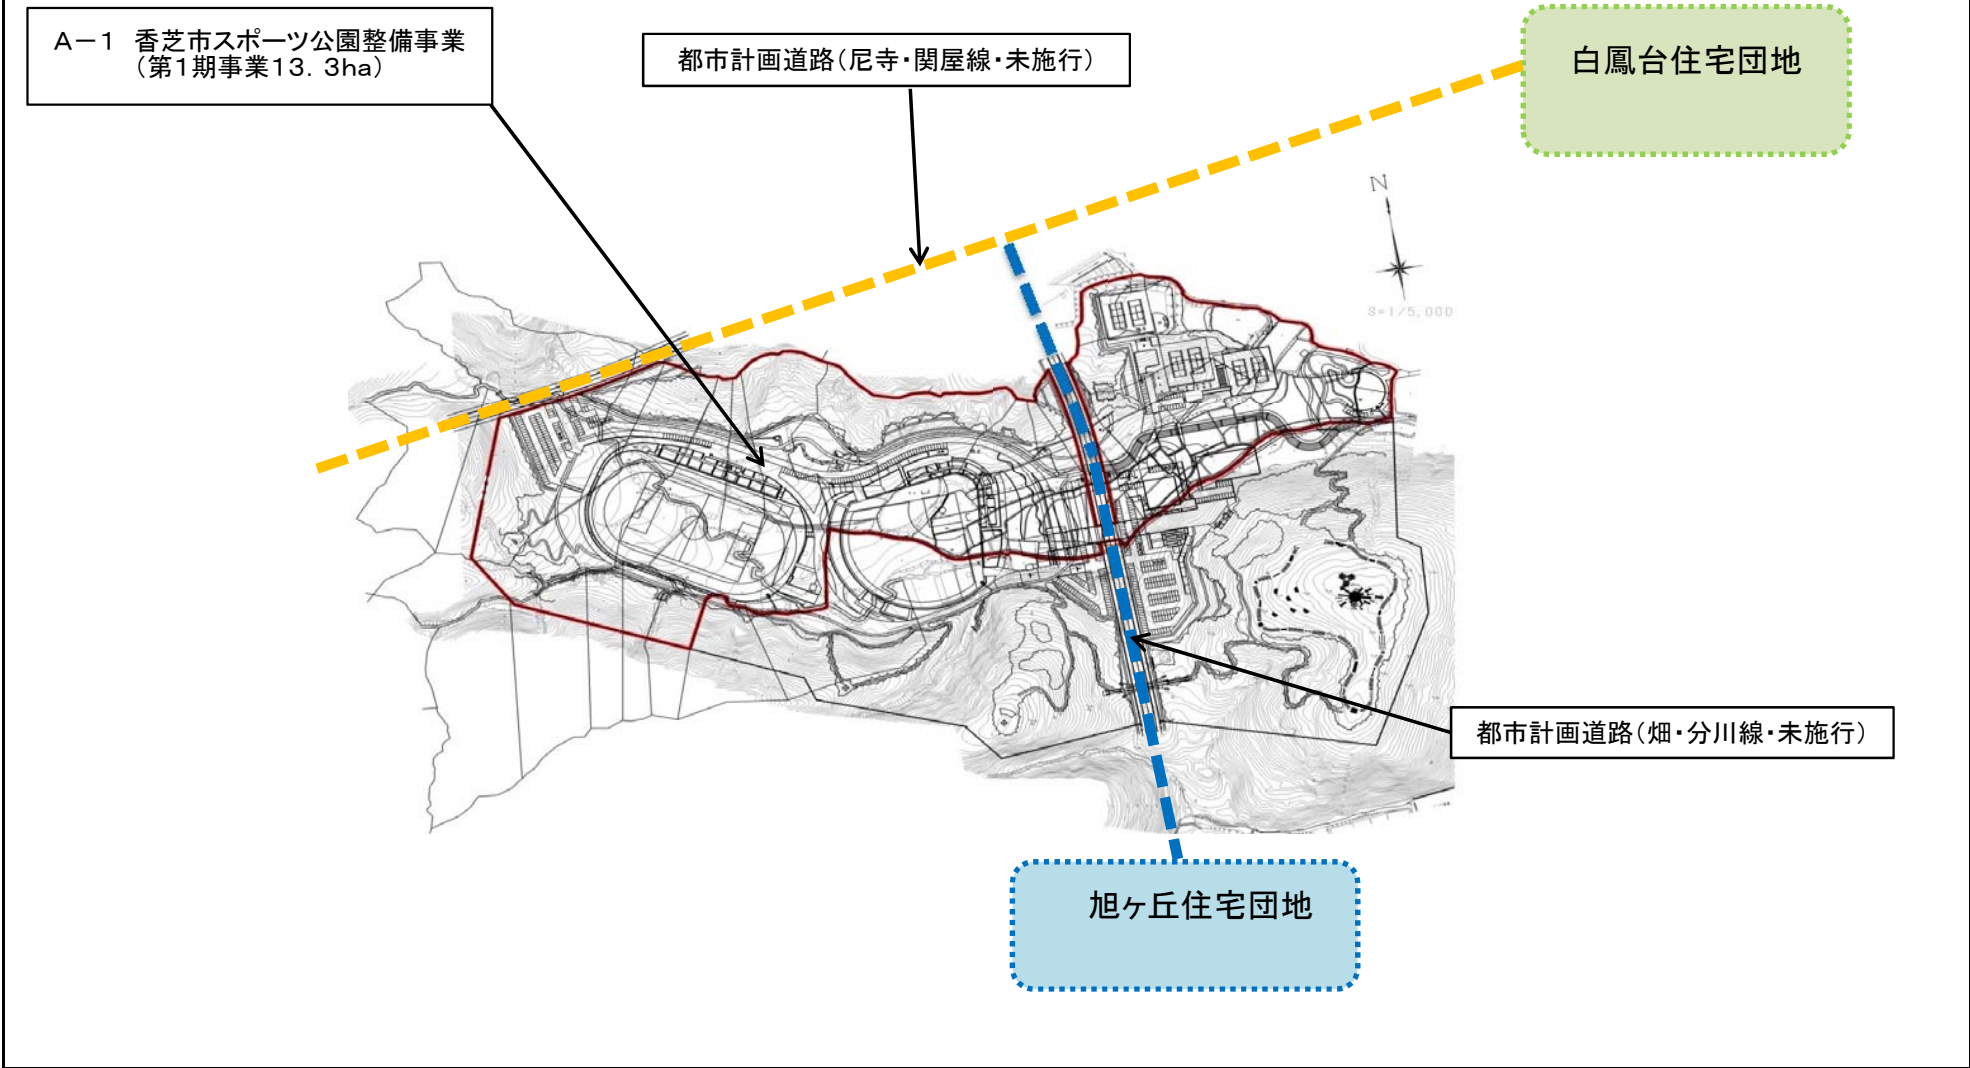 A－1　香芝市スポーツ公園整備事業
（第1期事業13．3ha）
都市計画道路（尼寺・関屋線・未施行）
白鳳台住宅団地
N
S=1/5,000
都市計画道路（畑・分川線・未施行）
旭ヶ丘住宅団地